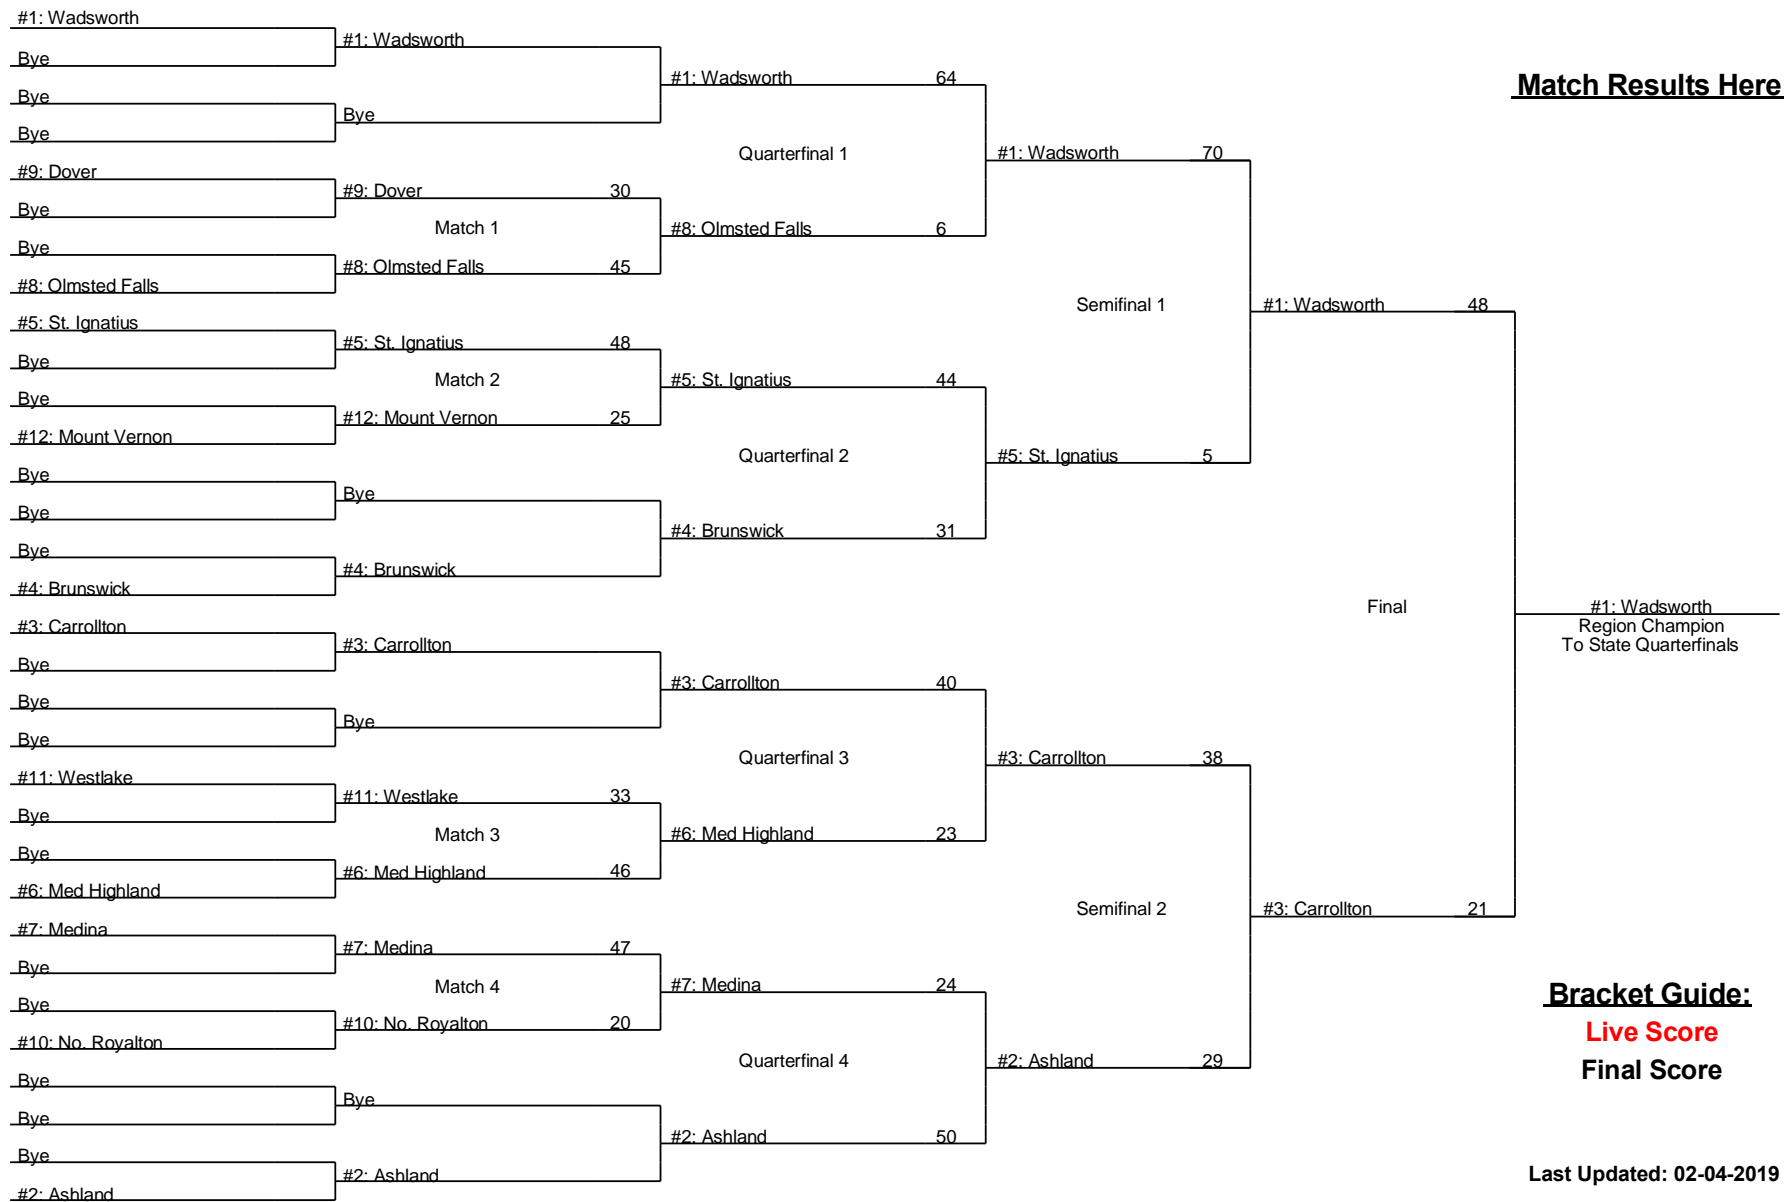 #1: Wadsworth
Bye
Bye
Bye
#9: Dover
Bye
Bye
#8: Olmsted Falls
#5: St. Ignatius
Bye
Bye
#12: Mount Vernon
Bye
Bye
Bye
#4: Brunswick
#3: Carrollton
Bye
Bye
Bye
#11: Westlake
Bye
Bye
#6: Med Highland
#7: Medina
Bye
Bye
#10: No. Royalton
Bye
Bye
Bye
#2: Ashland
#1: Wadsworth
Bye
#9: Dover 30
Match 1
#8: Olmsted Falls 45
#5: St. Ignatius 48
Match 2
#12: Mount Vernon 25
Bye
#4: Brunswick
#3: Carrollton
Bye
#11: Westlake 33
Match 3
#6: Med Highland 46
#7: Medina 47
Match 4
#10: No. Royalton 20
Bye
#2: Ashland
#1: Wadsworth 64
Quarterfinal 1
#8: Olmsted Falls 6
#5: St. Ignatius 44
Quarterfinal 2
#4: Brunswick 31
#3: Carrollton 40
Quarterfinal 3
#6: Med Highland 23
#7: Medina 24
Quarterfinal 4
#2: Ashland 50
#1: Wadsworth 70
Semifinal 1
#5: St. Ignatius 5
#3: Carrollton 38
Semifinal 2
#2: Ashland 29
#1: Wadsworth 48
Final
#3: Carrollton 21
#1: Wadsworth
Region Champion
To State Quarterfinals
Match Results Here
Bracket Guide:
Live Score
Final Score
Last Updated: 02-04-2019